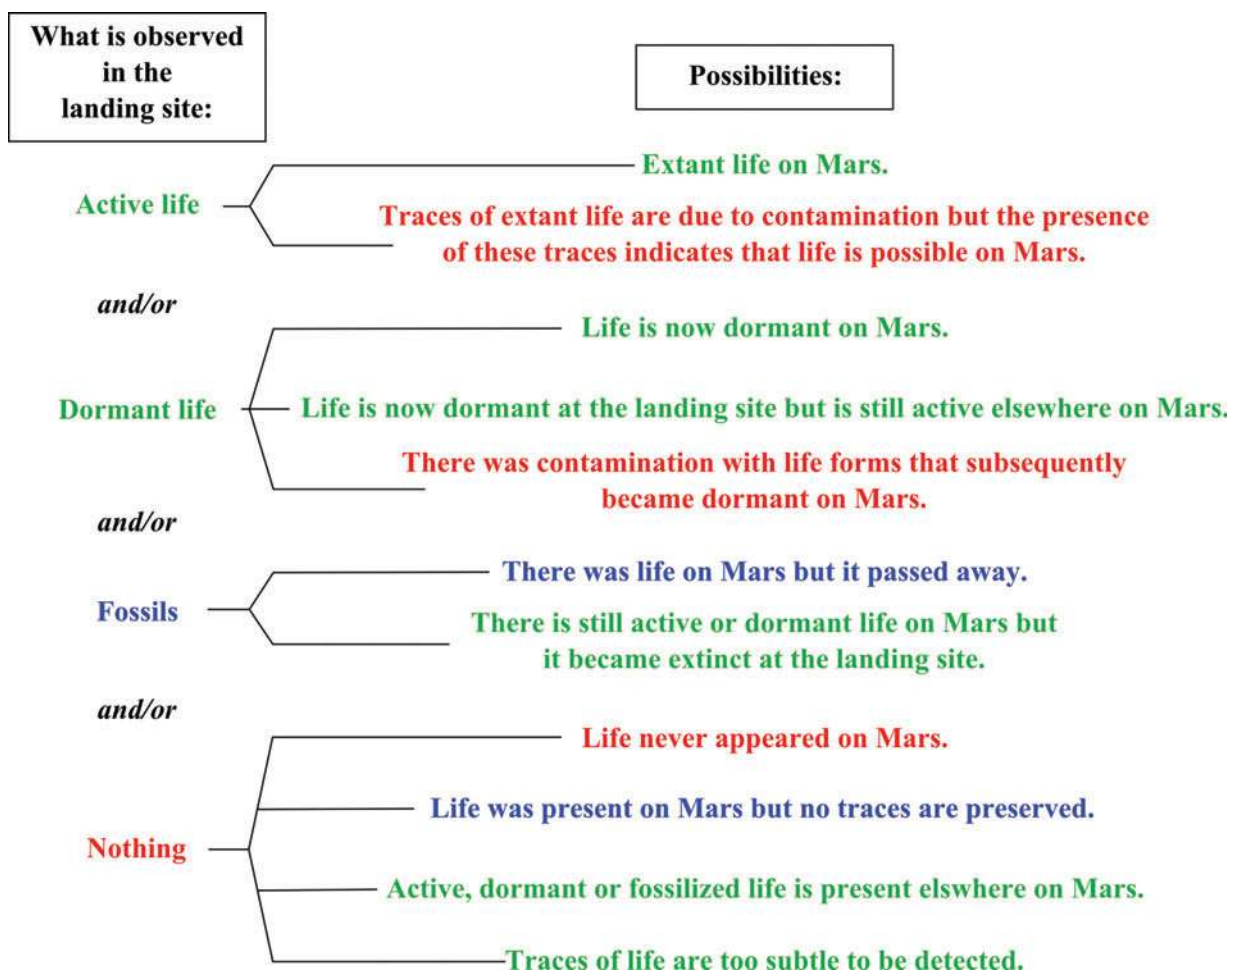 What is observed
in the
landing site:
Possibilities:
Extant life on Mars.
Active life
Traces of extant life are due to contamination but the presence
of these traces indicates that life is possible on Mars.
and/or
Life is now dormant on Mars.
Dormant life
Life is now dormant at the landing site but is still active elsewhere on Mars.
There was contamination with life forms that subsequently
became dormant on Mars.
and/or
There was life on Mars but it passed away.
Fossils
There is still active or dormant life on Mars but
it became extinct at the landing site.
and/or
Life never appeared on Mars.
Life was present on Mars but no traces are preserved.
Nothing
Active, dormant or fossilized life is present elswhere on Mars.
Traces of life are too subtle to be detected.